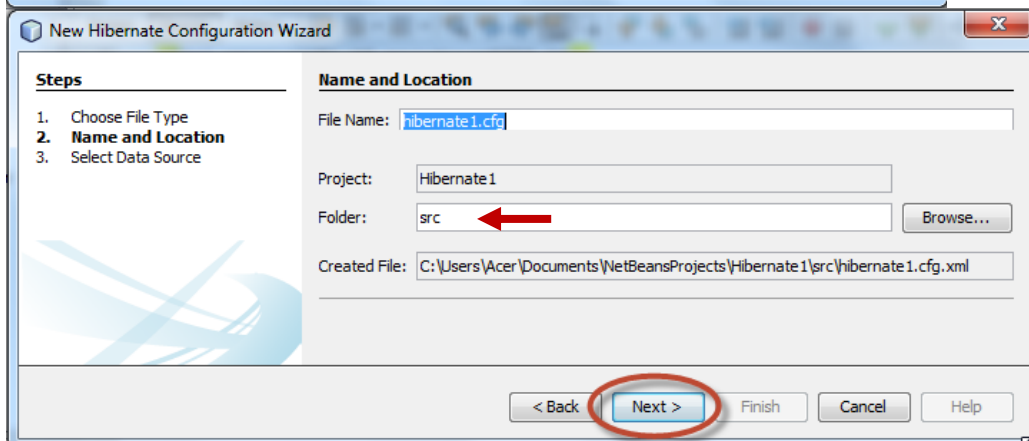 New Hibernate Configuration Wizard
Steps
1. Choose File Type
2. Name and Location
3. Select Data Source
Name and Location
File Name: hibernate1.cfg
Project: Hibernate1
Folder: src Browse...
Created File: C:\Users\Acer\Documents\NetBeansProjects\Hibernate1\src\hibernate1.cfg.xml
< Back Next > Finish Cancel Help